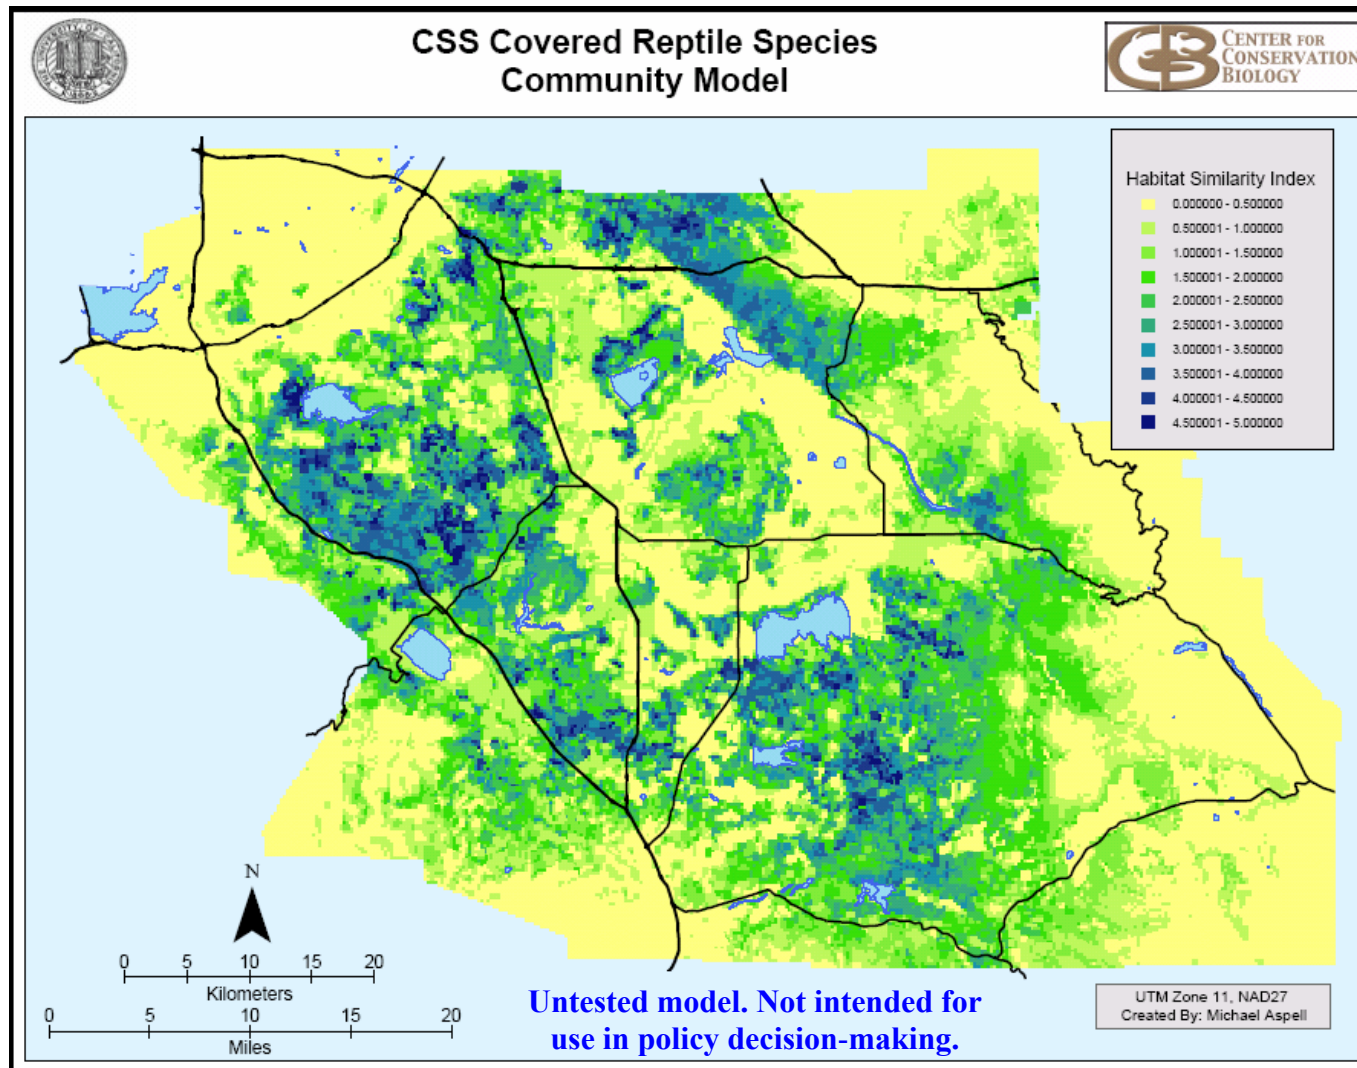 CSS Covered Reptile Species
Community Model
CENTER FOR
CONSERVATION
BIOLOGY
Habitat Similarity Index
0.000000 - 0.500000
0.500001 - 1.000000
1.000001 - 1.500000
1.500001 - 2.000000
2.000001 - 2.500000
2.500001 - 3.000000
3.000001 - 3.500000
3.500001 - 4.000000
4.000001 - 4.500000
4.500001 - 5.000000
N
0 5 10 15 20
Kilometers
0 5 10 15 20
Miles
Untested model. Not intended for
use in policy decision-making.
UTM Zone 11, NAD27
Created By: Michael Aspell